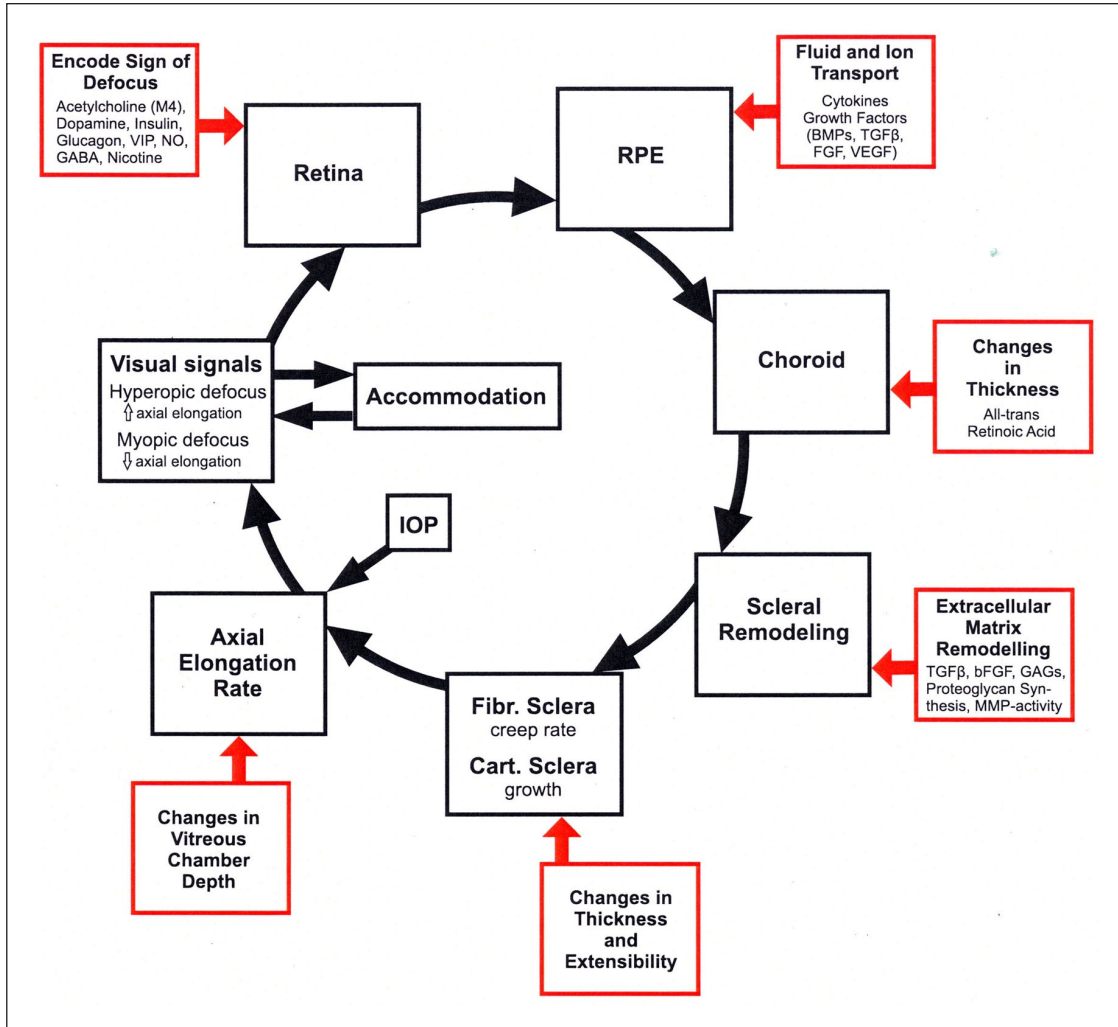 Encode Sign of
Defocus
Acetylcholine (M4),
Dopamine, Insulin,
Glucagon, VIP, NO,
GABA, Nicotine
Retina
RPE
Fluid and Ion
Transport
Cytokines
Growth Factors
(BMPs, TGFβ,
FGF, VEGF)
Choroid
Changes
in
Thickness
All-trans
Retinoic Acid
Visual signals
Hyperopic defocus
⇧ axial elongation
Myopic defocus
⇩ axial elongation
Accommodation
IOP
Scleral
Remodeling
Extracellular
Matrix
Remodelling
TGFβ, bFGF, GAGs,
Proteoglycan Syn-
thesis, MMP-activity
Axial
Elongation
Rate
Fibr. Sclera
creep rate
Cart. Sclera
growth
Changes in
Vitreous
Chamber
Depth
Changes in
Thickness
and
Extensibility